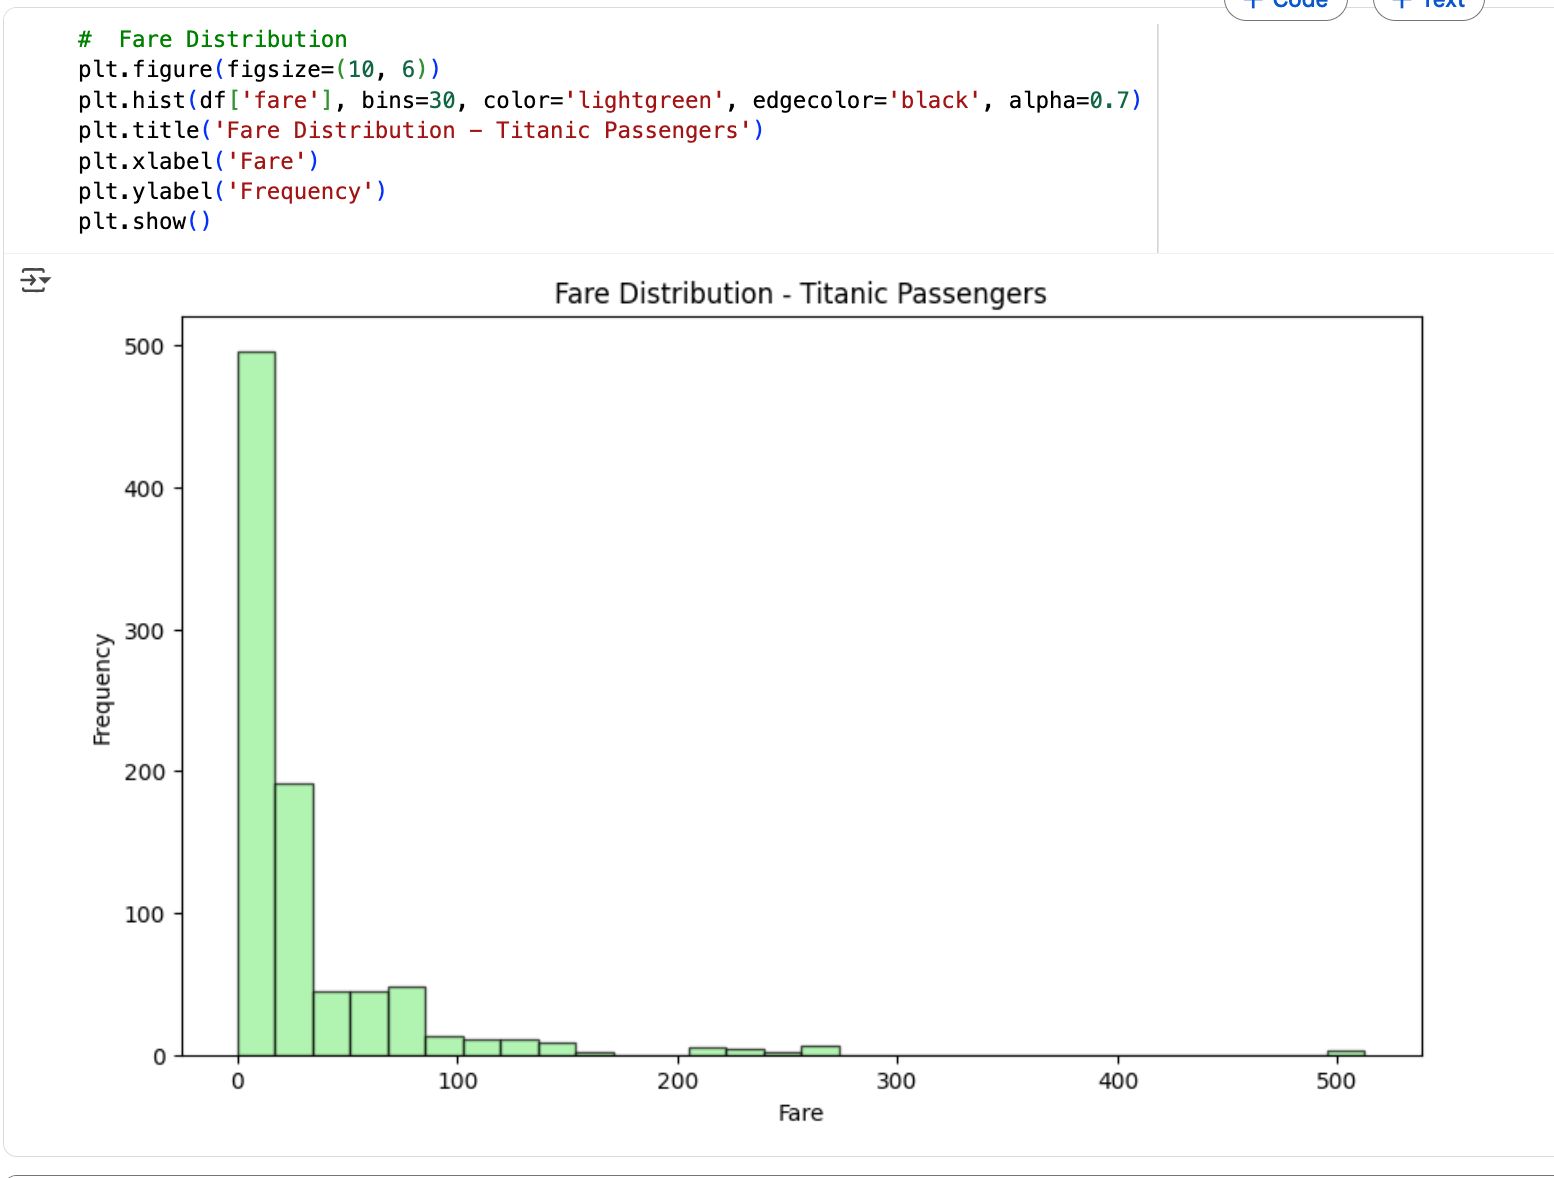 + Code + Text
#  Fare Distribution
plt.figure(figsize=(10, 6))
plt.hist(df['fare'], bins=30, color='lightgreen', edgecolor='black', alpha=0.7)
plt.title('Fare Distribution – Titanic Passengers')
plt.xlabel('Fare')
plt.ylabel('Frequency')
plt.show()
Fare Distribution - Titanic Passengers
500
400
300
200
100
0
Frequency
0 100 200 300 400 500
Fare